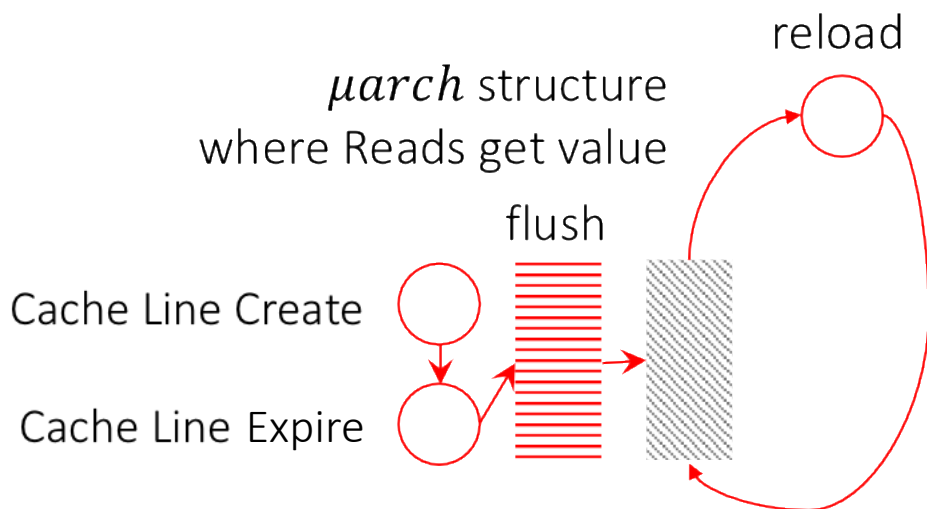 reload
µarch structure
where Reads get value
flush
Cache Line Create
Cache Line Expire